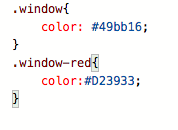 .window{
    color: #49bb16;
}
.window-red{
    color:#D23933;
}